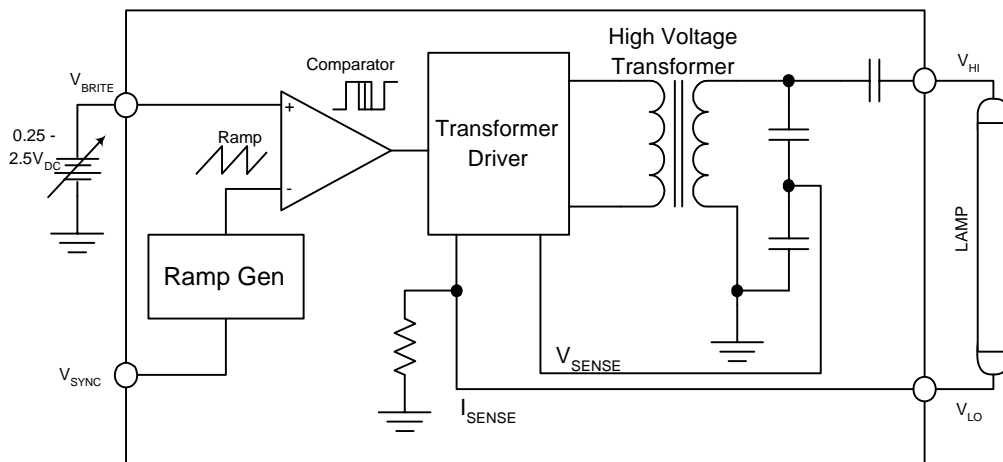 High Voltage
Transformer
V_BRITE
Comparator
V_HI
0.25 -
2.5V_DC
+
Ramp
-
Transformer
Driver
Ramp Gen
LAMP
V_SENSE
V_SYNC
I_SENSE
V_LO